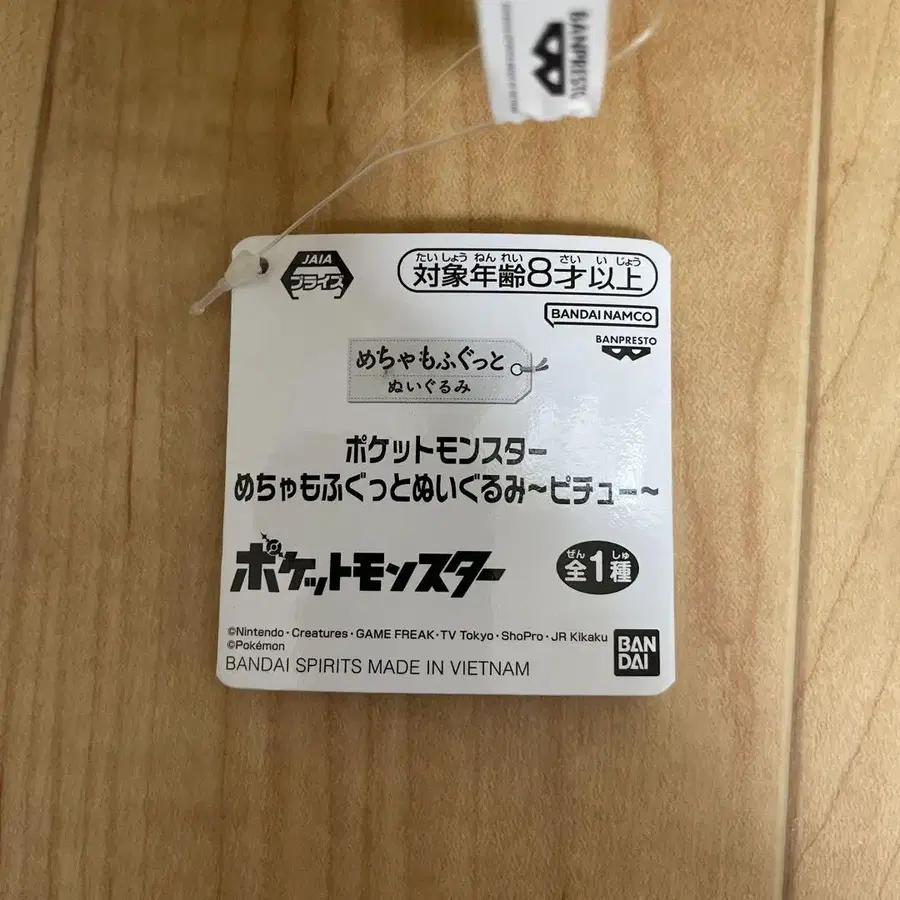 BANPRESTO
JAIA
プライズ
たいしょうねんれい さいいじょう
対象年齢8才以上
BANDAI NAMCO
BANPRESTO
めちゃもふぐっと
ぬいぐるみ
ポケットモンスター
めちゃもふぐっとぬいぐるみ~ピチュー~
ポケットモンスター
ぜん しゅ
全1種
©Nintendo・Creatures・GAME FREAK・TV Tokyo・ShoPro・JR Kikaku
©Pokémon
BANDAI SPIRITS MADE IN VIETNAM
BAN
DAI